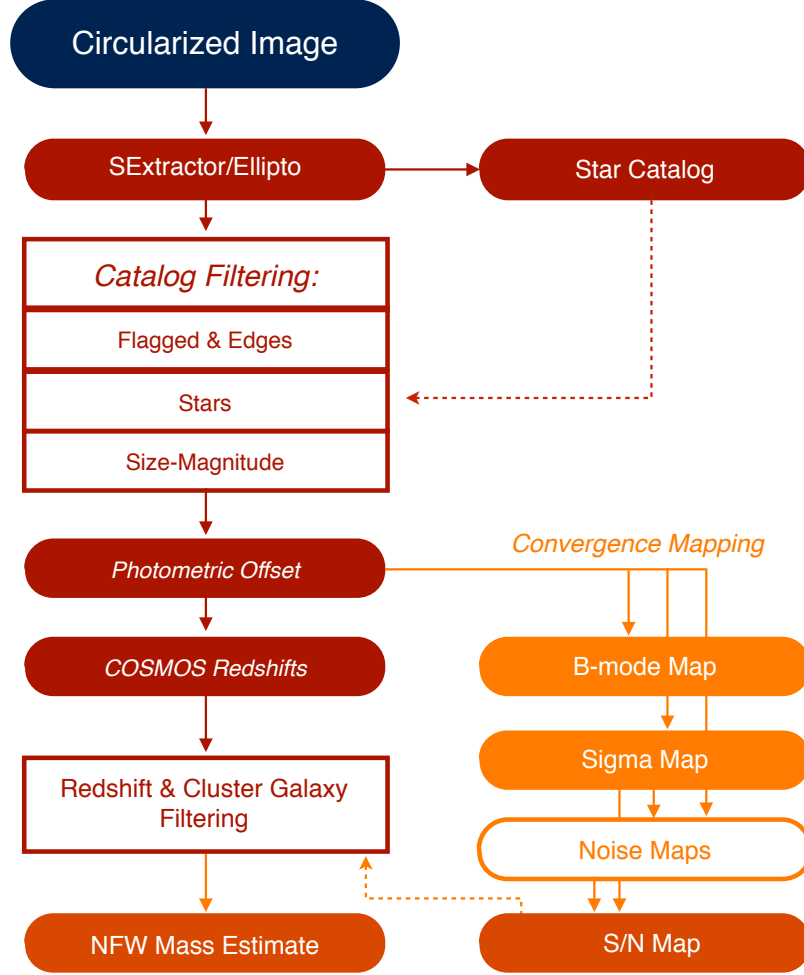 Circularized Image
SExtractor/Ellipto
Star Catalog
Catalog Filtering:
Flagged & Edges
Stars
Size-Magnitude
Convergence Mapping
Photometric Offset
COSMOS Redshifts
B-mode Map
Sigma Map
Redshift & Cluster Galaxy
Filtering
Noise Maps
NFW Mass Estimate
S/N Map